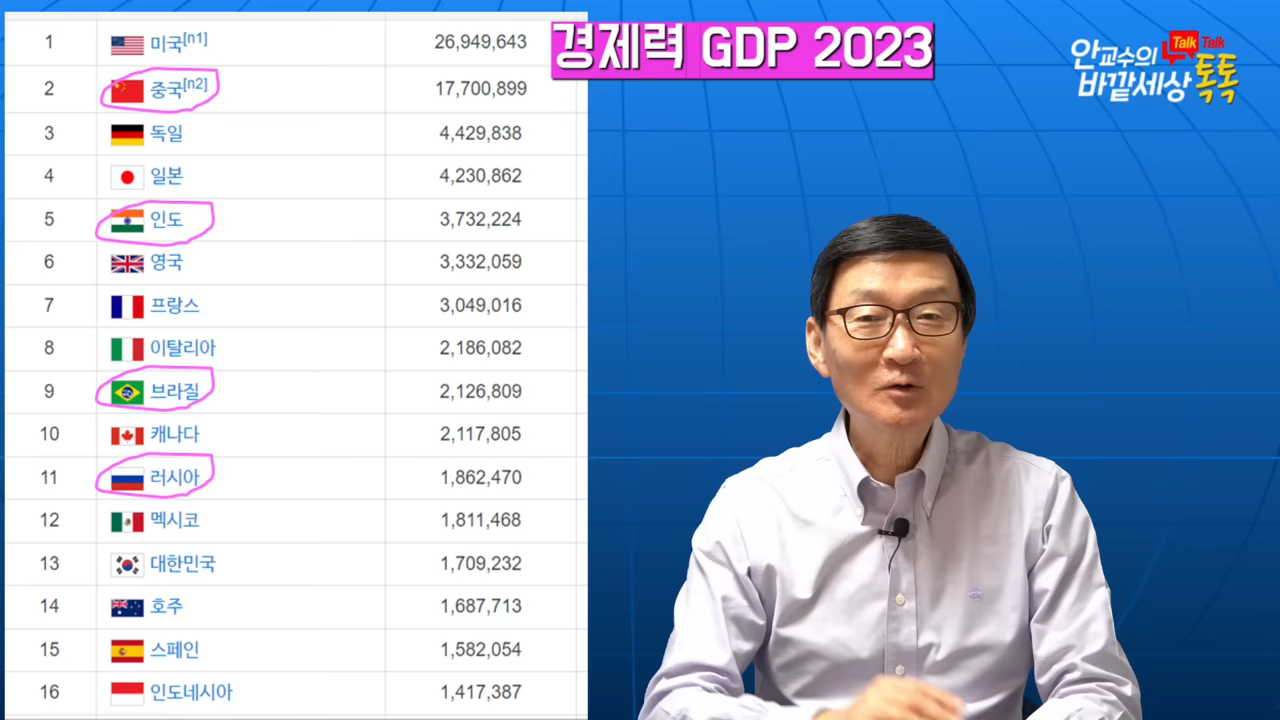 경제력 GDP 2023
안교수의 Talk Talk
바깥세상 톡톡
1 미국[n1] 26,949,643
2 중국[n2] 17,700,899
3 독일 4,429,838
4 일본 4,230,862
5 인도 3,732,224
6 영국 3,332,059
7 프랑스 3,049,016
8 이탈리아 2,186,082
9 브라질 2,126,809
10 캐나다 2,117,805
11 러시아 1,862,470
12 멕시코 1,811,468
13 대한민국 1,709,232
14 호주 1,687,713
15 스페인 1,582,054
16 인도네시아 1,417,387